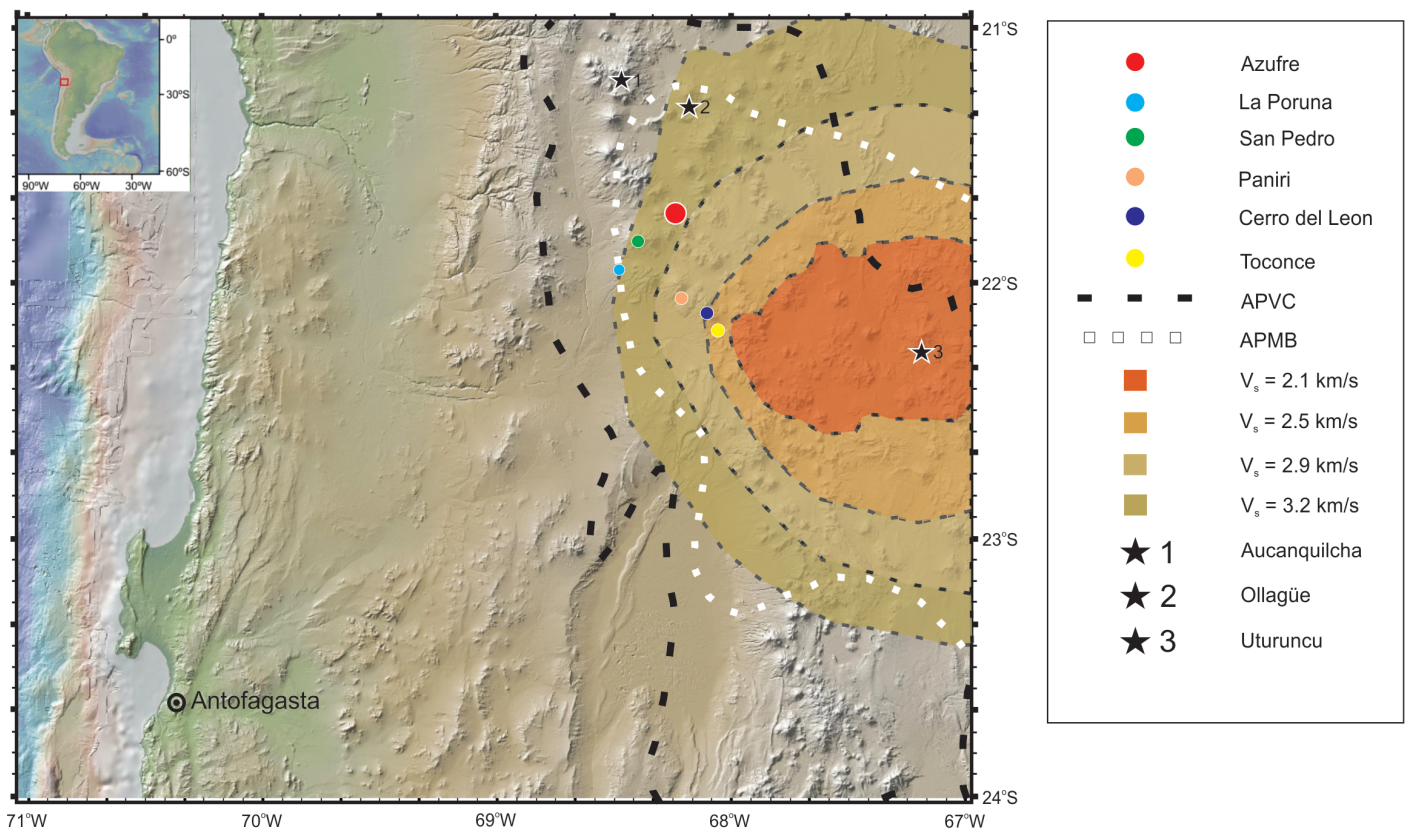 0°
30°S
60°S
90°W 60°W 30°W
1
2
3
Antofagasta
21°S
22°S
23°S
24°S
71°W 70°W 69°W 68°W 67°W
Azufre
La Poruna
San Pedro
Paniri
Cerro del Leon
Toconce
APVC
APMB
Vs = 2.1 km/s
Vs = 2.5 km/s
Vs = 2.9 km/s
Vs = 3.2 km/s
1 Aucanquilcha
2 Ollagüe
3 Uturuncu